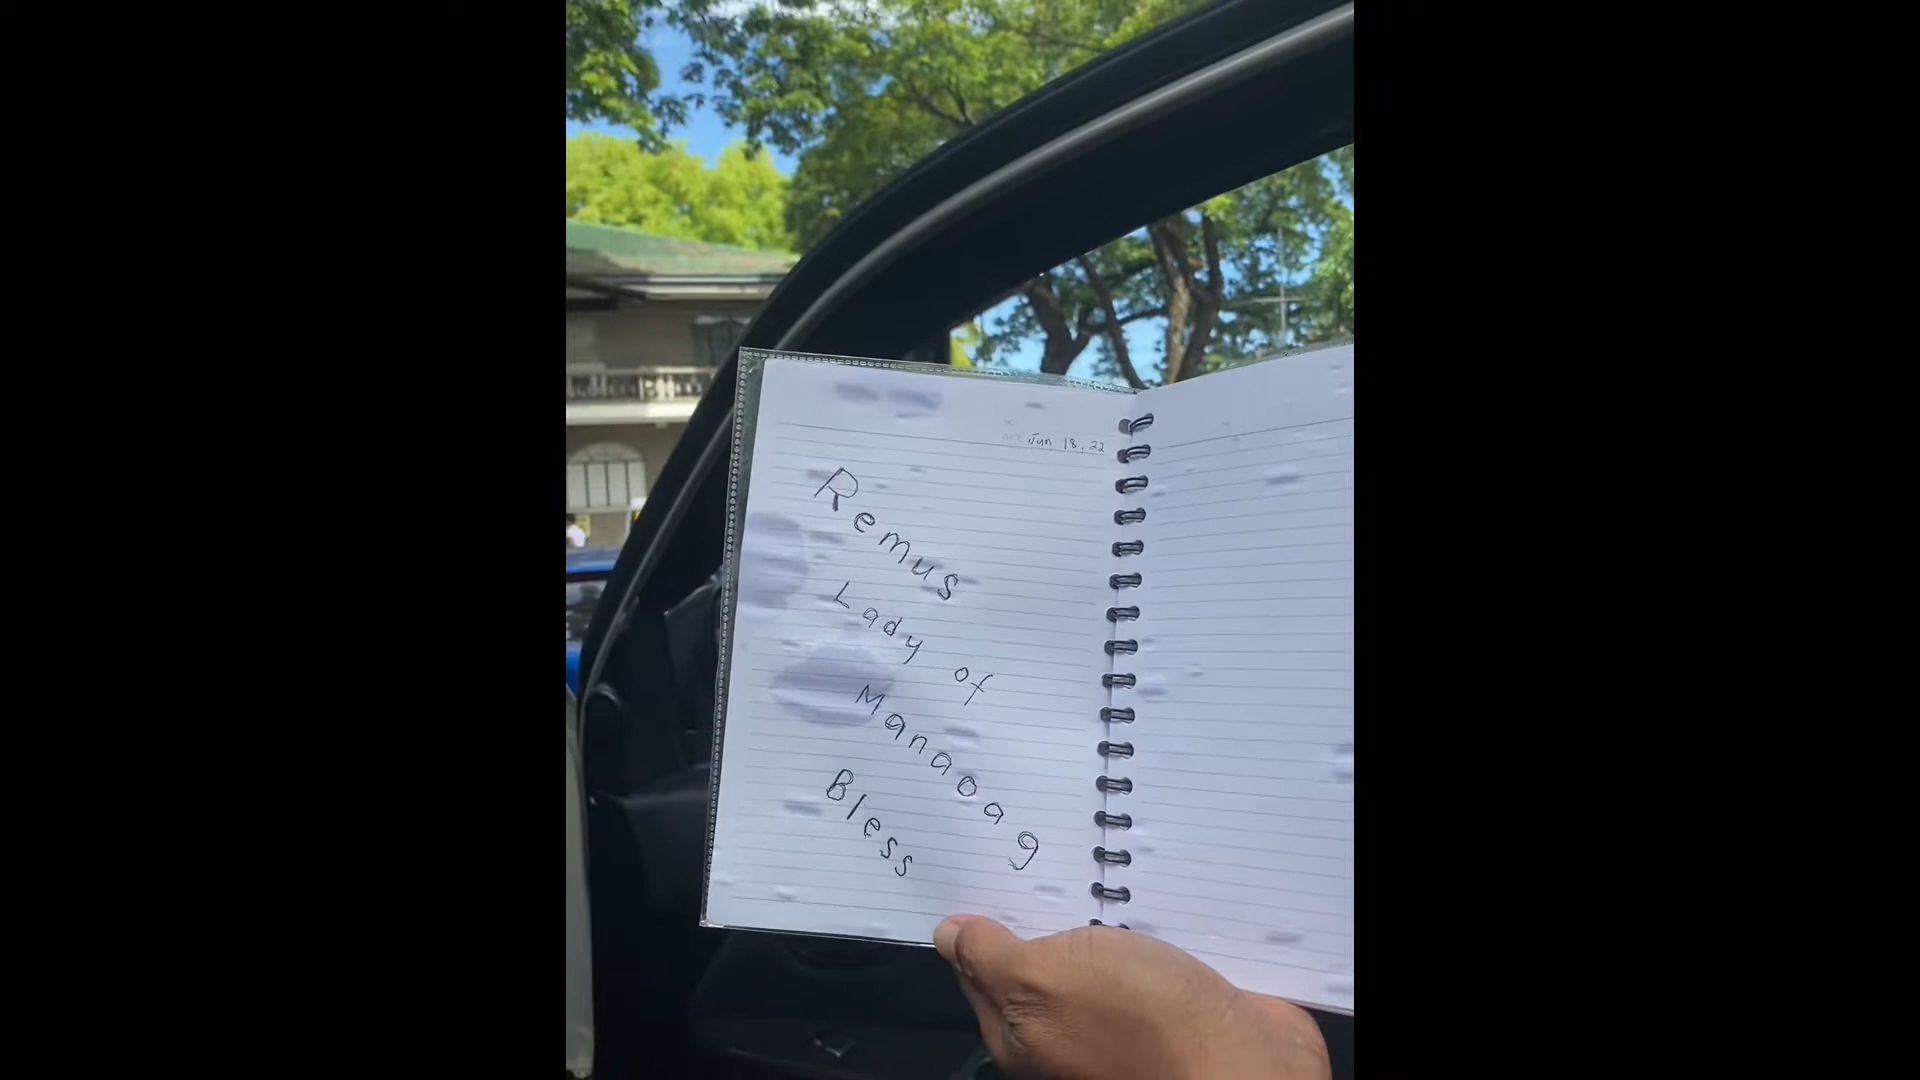 Jun 18, 22
Remus
Lady of
Manaoag
Bless